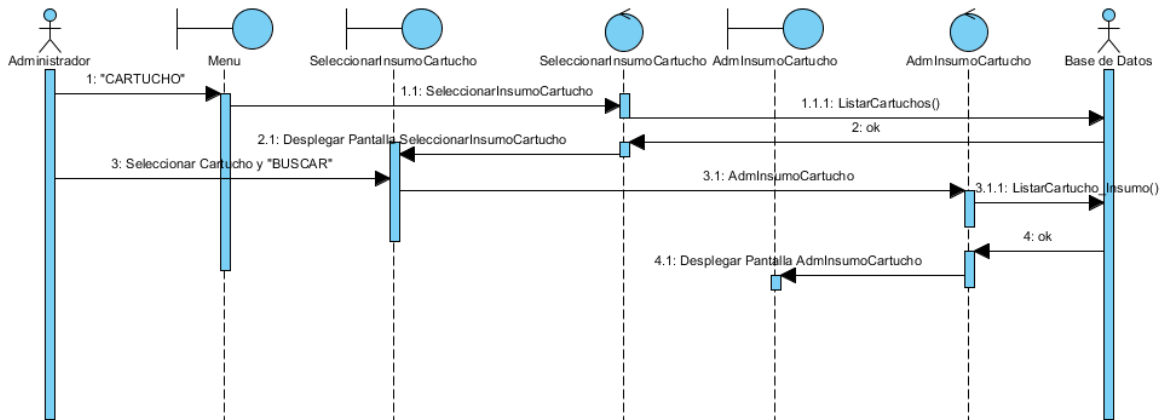 Administrador
Menu
SeleccionarInsumoCartucho
SeleccionarInsumoCartucho
AdmInsumoCartucho
AdmInsumoCartucho
Base de Datos
1: "CARTUCHO"
1.1: SeleccionarInsumoCartucho
1.1.1: ListarCartuchos()
2: ok
2.1: Desplegar Pantalla SeleccionarInsumoCartucho
3: Seleccionar Cartucho y "BUSCAR"
3.1: AdmInsumoCartucho
3.1.1: ListarCartucho_Insumo()
4: ok
4.1: Desplegar Pantalla AdmInsumoCartucho